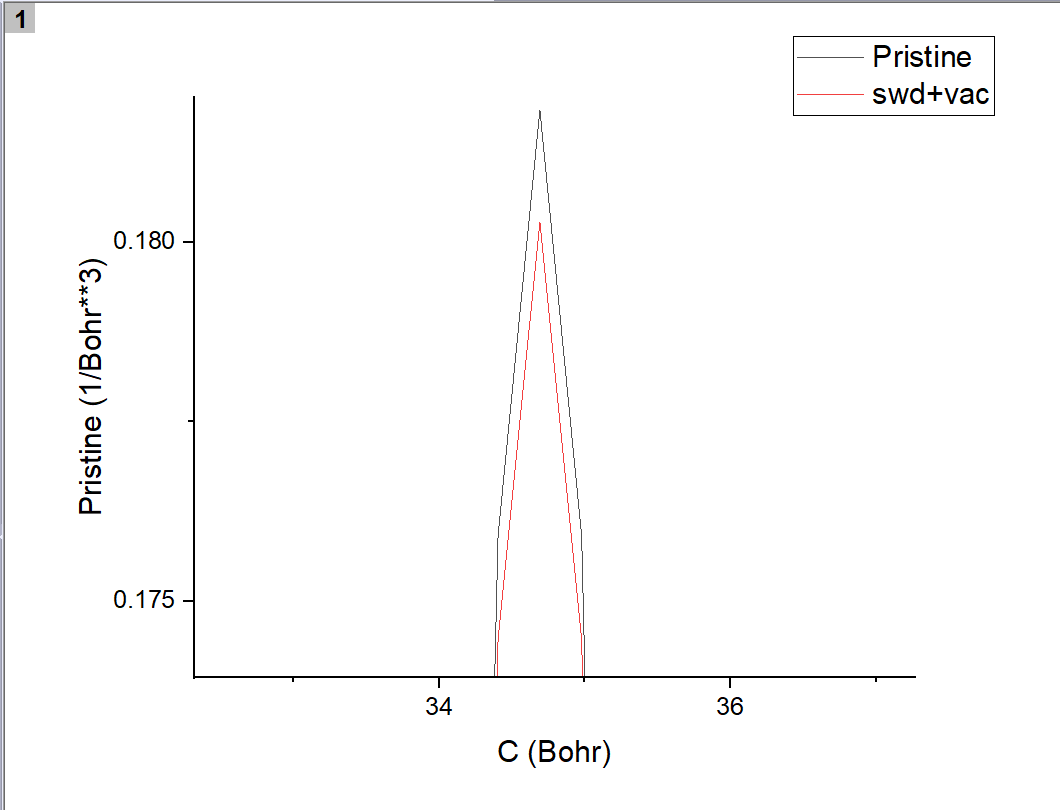 1
Pristine
swd+vac
0.180
0.175
Pristine (1/Bohr**3)
34
36
C (Bohr)